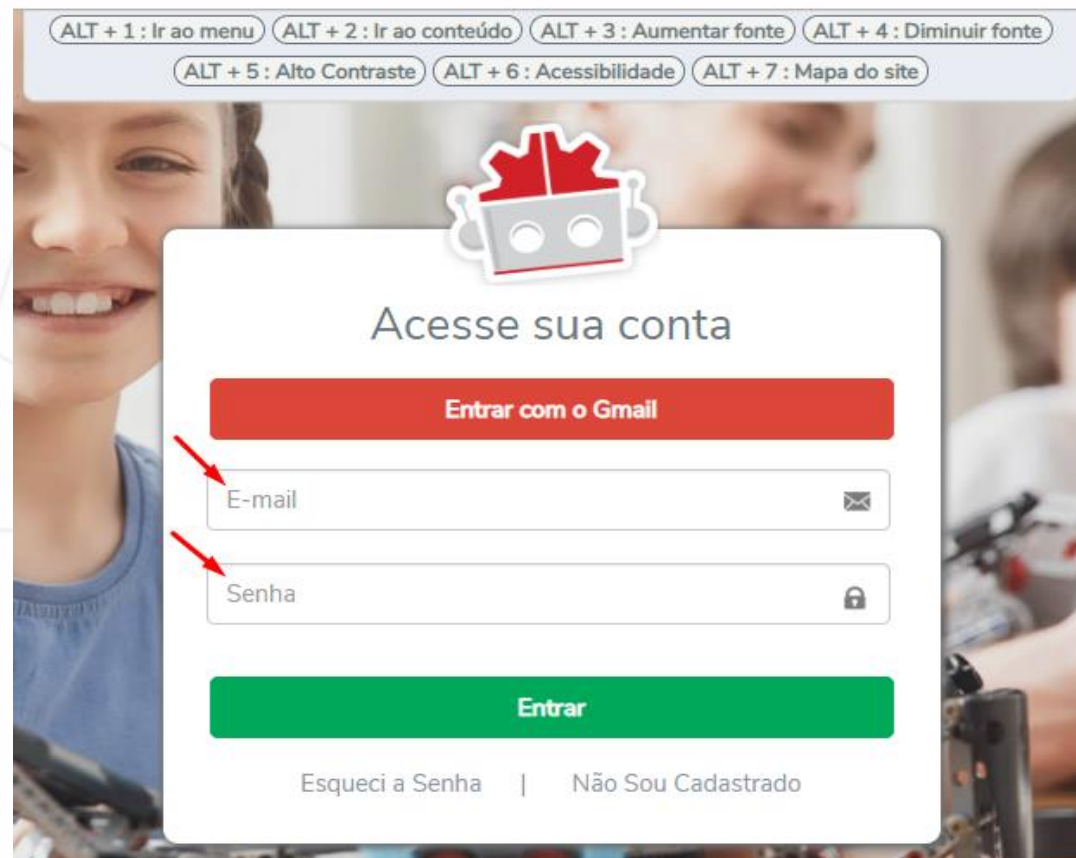 ALT + 1 : Ir ao menu ALT + 2 : Ir ao conteúdo ALT + 3 : Aumentar fonte ALT + 4 : Diminuir fonte
ALT + 5 : Alto Contraste ALT + 6 : Acessibilidade ALT + 7 : Mapa do site
Acesse sua conta
Entrar com o Gmail
E-mail
Senha
Entrar
Esqueci a Senha | Não Sou Cadastrado